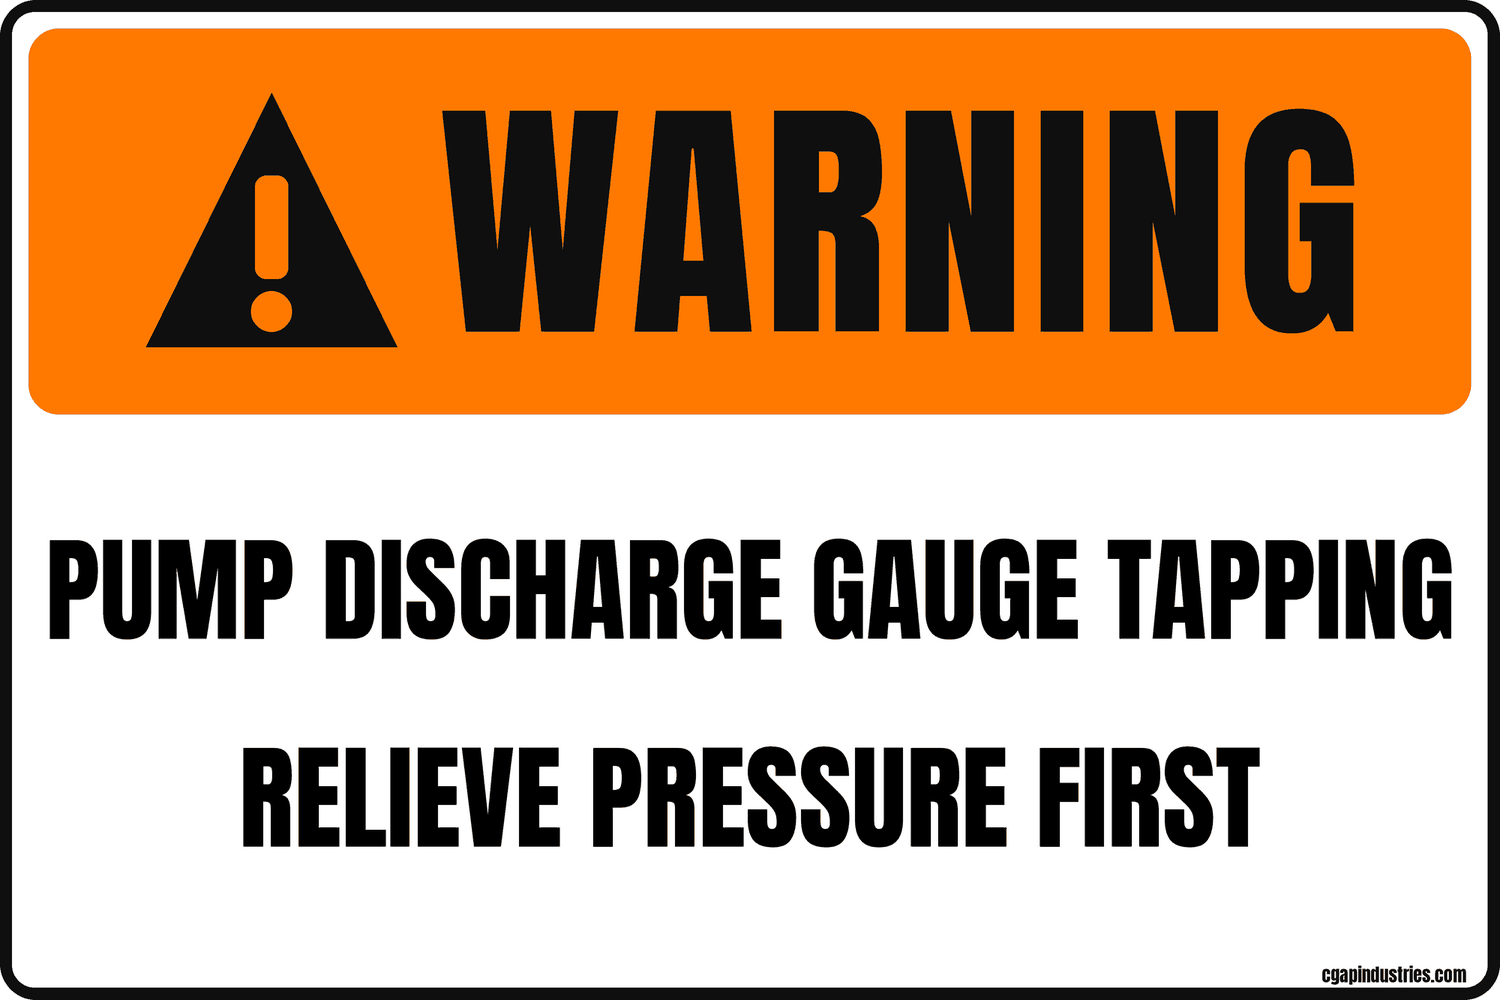 WARNING
PUMP DISCHARGE GAUGE TAPPING
RELIEVE PRESSURE FIRST
cgapindustries.com